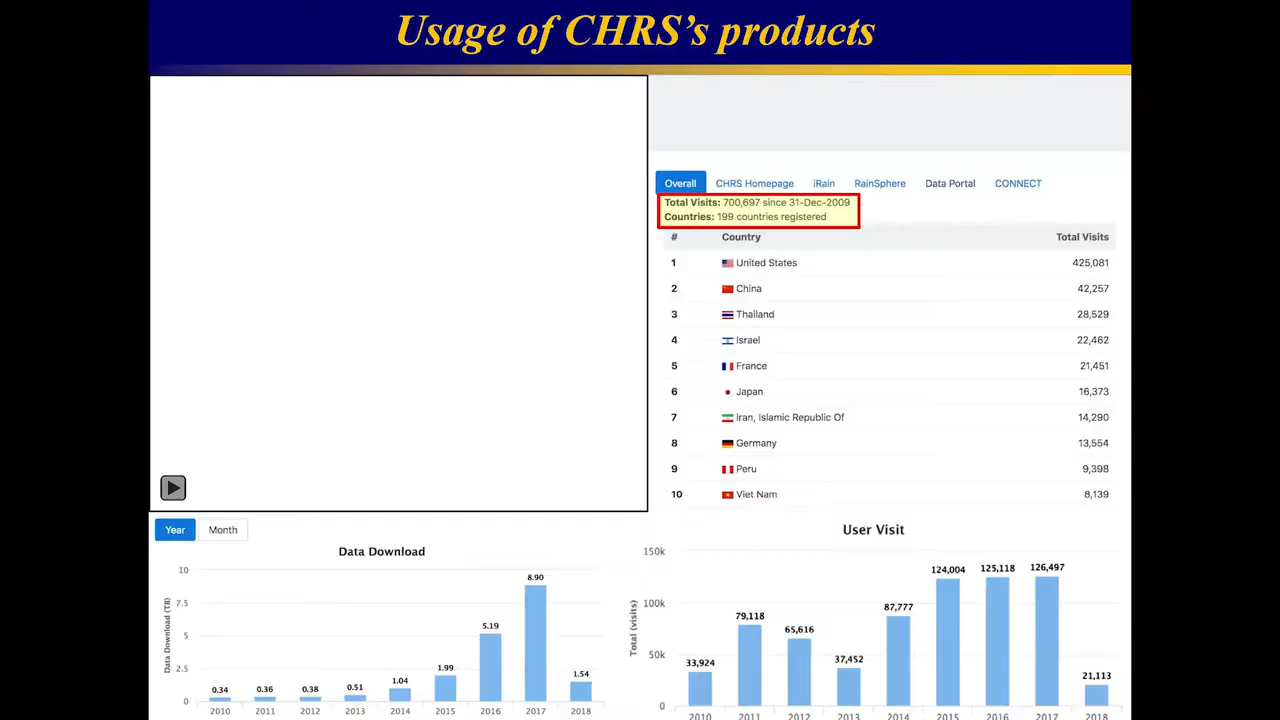 Usage of CHRS's products
Overall CHRS Homepage iRain RainSphere Data Portal CONNECT
Total Visits: 700,697 since 31-Dec-2009
Countries: 199 countries registered
# Country Total Visits
1 United States 425,081
2 China 42,257
3 Thailand 28,529
4 Israel 22,462
5 France 21,451
6 Japan 16,373
7 Iran, Islamic Republic Of 14,290
8 Germany 13,554
9 Peru 9,398
10 Viet Nam 8,139
Year Month
Data Download
Data Download (TB)
10
7.5
5
2.5
0
0.34 0.36 0.38 0.51 1.04 1.99 5.19 8.90 1.54
2010 2011 2012 2013 2014 2015 2016 2017 2018
User Visit
Total (visits)
150k
100k
50k
0
33,924 79,118 65,616 37,452 87,777 124,004 125,118 126,497 21,113
2010 2011 2012 2013 2014 2015 2016 2017 2018